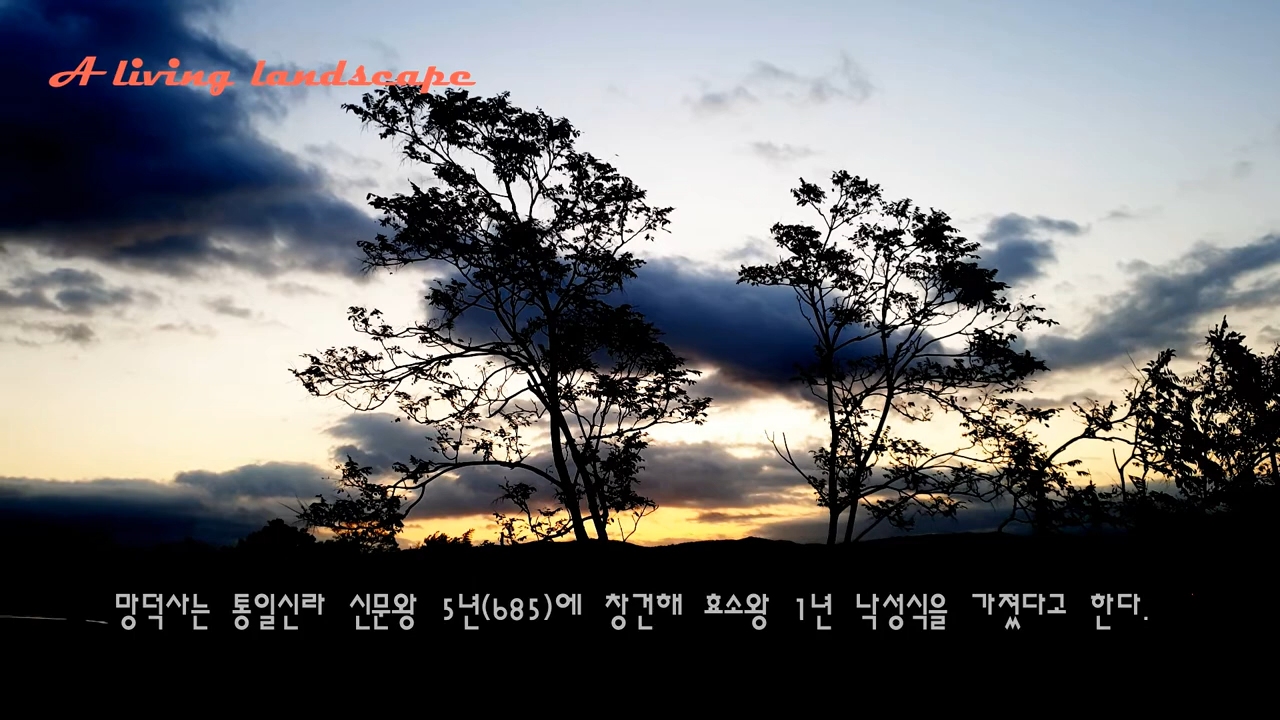 A living landscape
망덕사는 통일신라 신문왕 5년(685)에 창건해 효소왕 1년 낙성식을 가졌다고 한다.